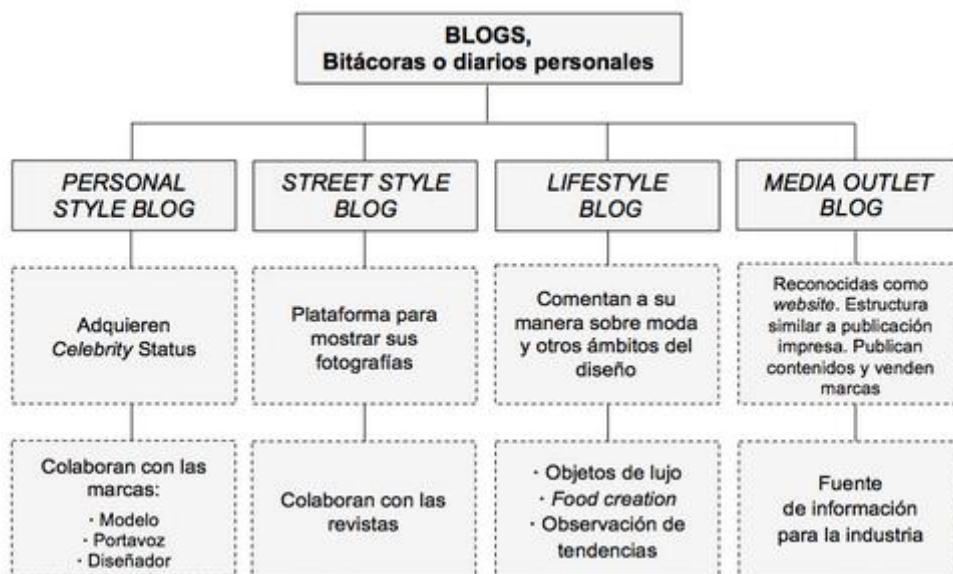 BLOGS,
Bitácoras o diarios personales
PERSONAL
STYLE BLOG
STREET STYLE
BLOG
LIFESTYLE
BLOG
MEDIA OUTLET
BLOG
Adquieren
Celebrity Status
Plataforma para
mostrar sus
fotografías
Comentan a su
manera sobre moda
y otros ámbitos del
diseño
Reconocidas como
website. Estructura
similar a publicación
impresa. Publican
contenidos y venden
marcas
Colaboran con las
marcas:
· Modelo
· Portavoz
· Diseñador
Colaboran con las
revistas
· Objetos de lujo
· Food creation
· Observación de
tendencias
Fuente
de información
para la industria